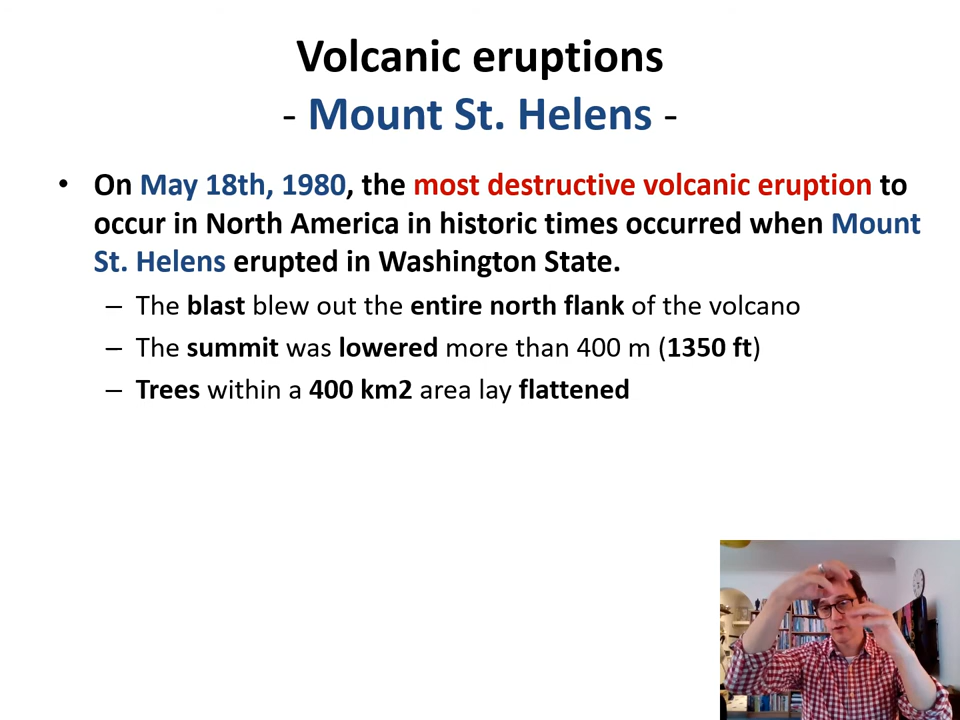 Volcanic eruptions
- Mount St. Helens -
• On May 18th, 1980, the most destructive volcanic eruption to
occur in North America in historic times occurred when Mount
St. Helens erupted in Washington State.
– The blast blew out the entire north flank of the volcano
– The summit was lowered more than 400 m (1350 ft)
– Trees within a 400 km2 area lay flattened